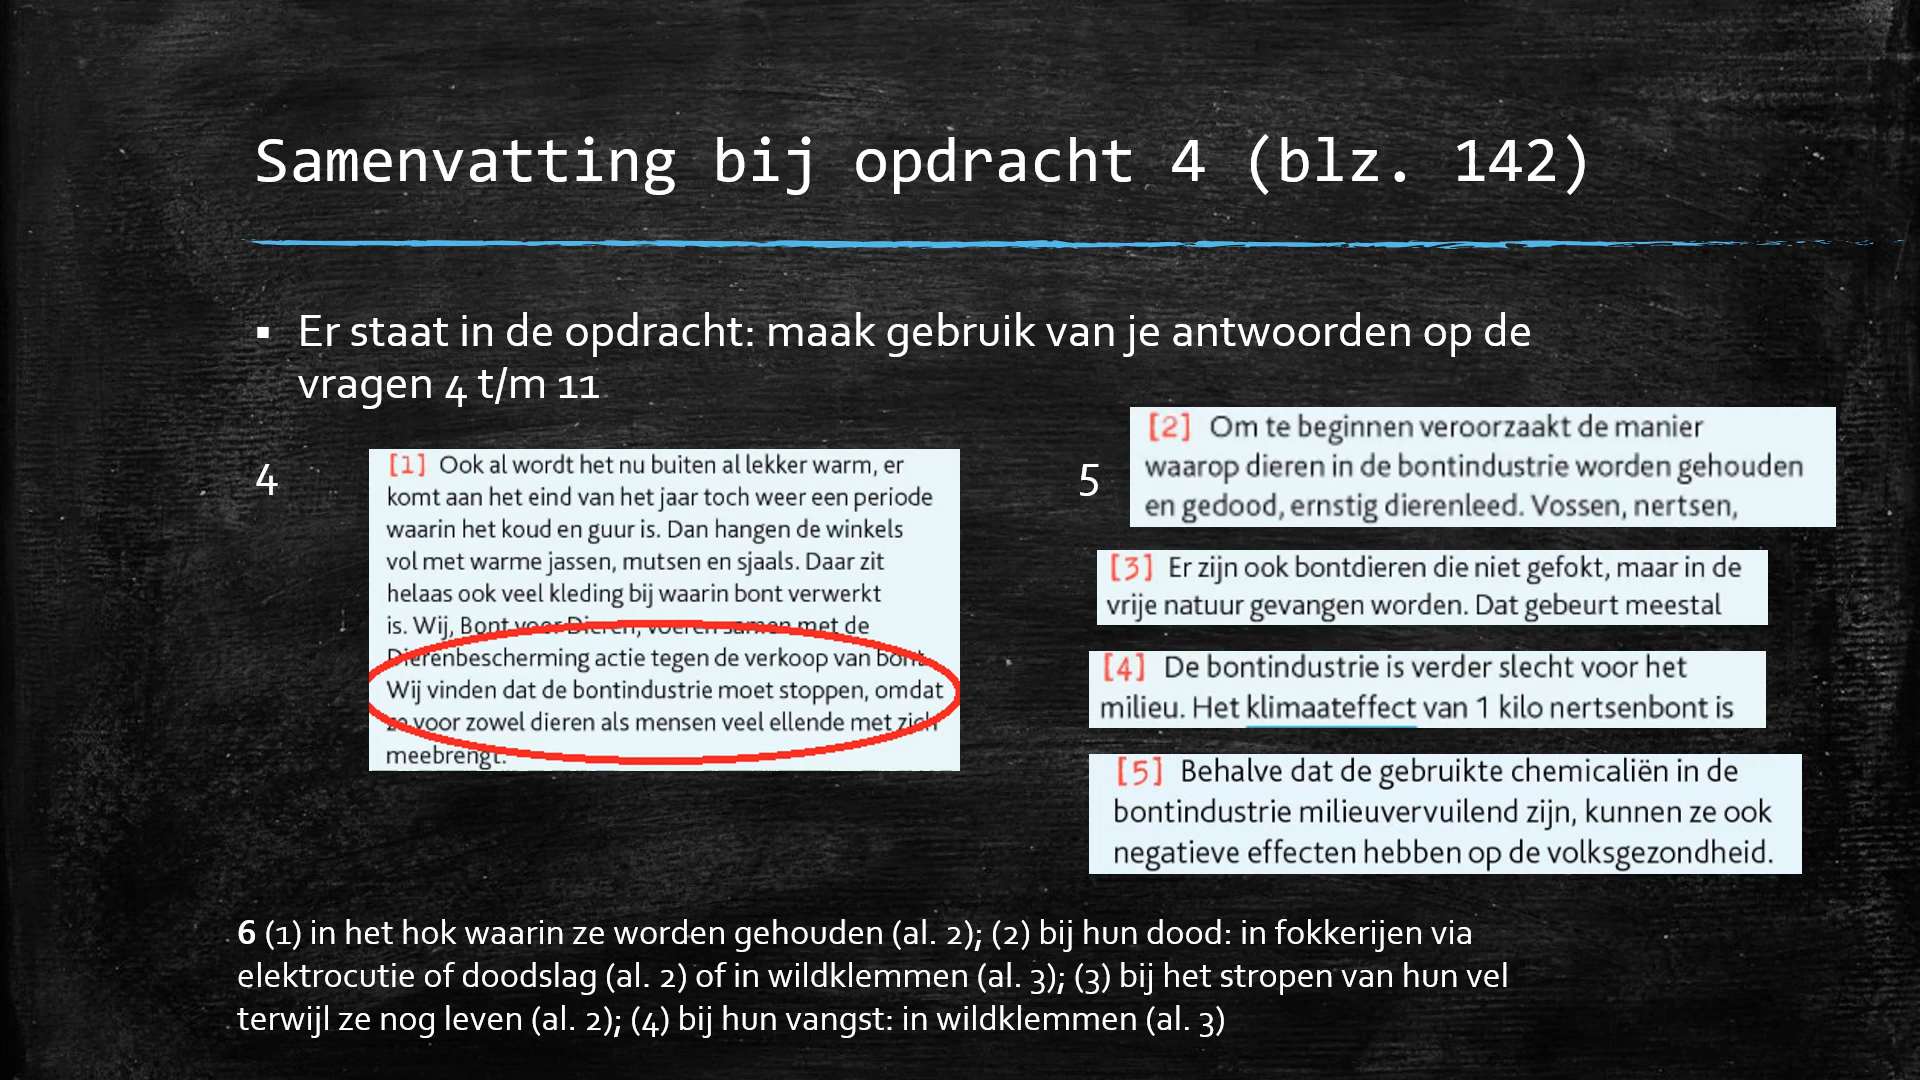 Samenvatting bij opdracht 4 (blz. 142)
▪ Er staat in de opdracht: maak gebruik van je antwoorden op de
vragen 4 t/m 11
4
[1] Ook al wordt het nu buiten al lekker warm, er
komt aan het eind van het jaar toch weer een periode
waarin het koud en guur is. Dan hangen de winkels
vol met warme jassen, mutsen en sjaals. Daar zit
helaas ook veel kleding bij waarin bont verwerkt
is. Wij, Bont voor Dieren, voeren samen met de
Dierenbescherming actie tegen de verkoop van bont.
Wij vinden dat de bontindustrie moet stoppen, omdat
ze voor zowel dieren als mensen veel ellende met zich
meebrengt.
5
[2] Om te beginnen veroorzaakt de manier
waarop dieren in de bontindustrie worden gehouden
en gedood, ernstig dierenleed. Vossen, nertsen,
[3] Er zijn ook bontdieren die niet gefokt, maar in de
vrije natuur gevangen worden. Dat gebeurt meestal
[4] De bontindustrie is verder slecht voor het
milieu. Het klimaateffect van 1 kilo nertsenbont is
[5] Behalve dat de gebruikte chemicaliën in de
bontindustrie milieuvervuilend zijn, kunnen ze ook
negatieve effecten hebben op de volksgezondheid.
6 (1) in het hok waarin ze worden gehouden (al. 2); (2) bij hun dood: in fokkerijen via
elektrocutie of doodslag (al. 2) of in wildklemmen (al. 3); (3) bij het stropen van hun vel
terwijl ze nog leven (al. 2); (4) bij hun vangst: in wildklemmen (al. 3)